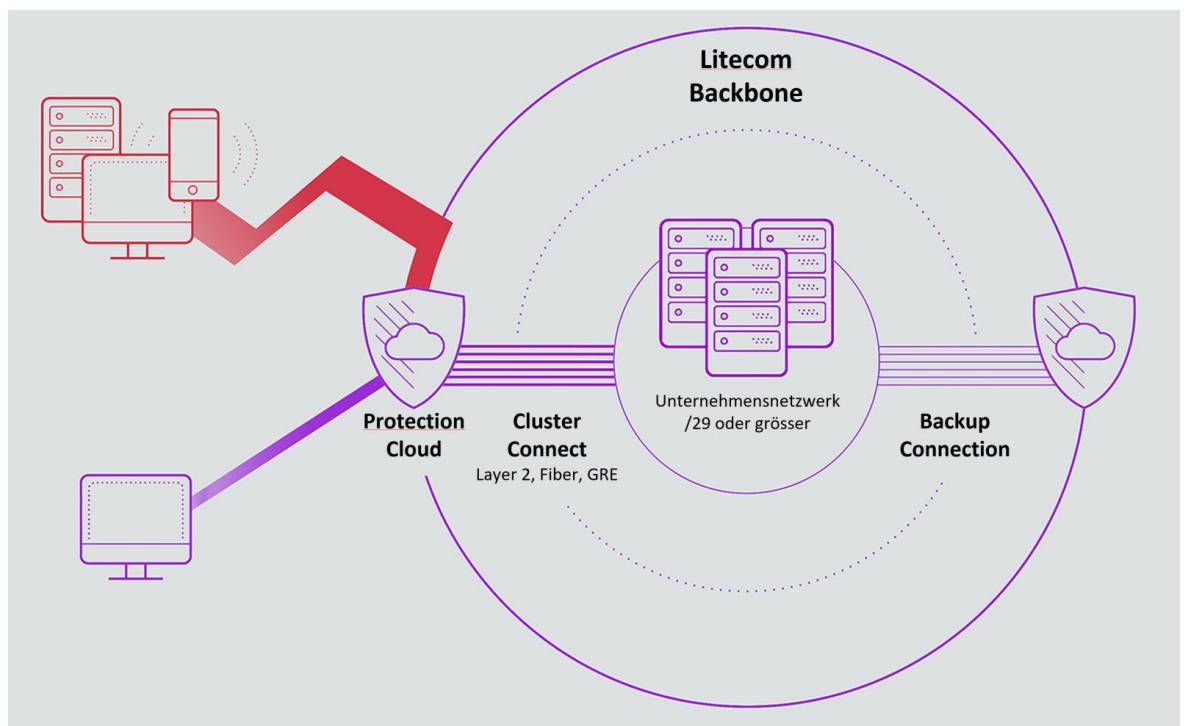 Litecom
Backbone
Unternehmensnetzwerk
/29 oder grösser
Protection
Cloud
Cluster
Connect
Layer 2, Fiber, GRE
Backup
Connection